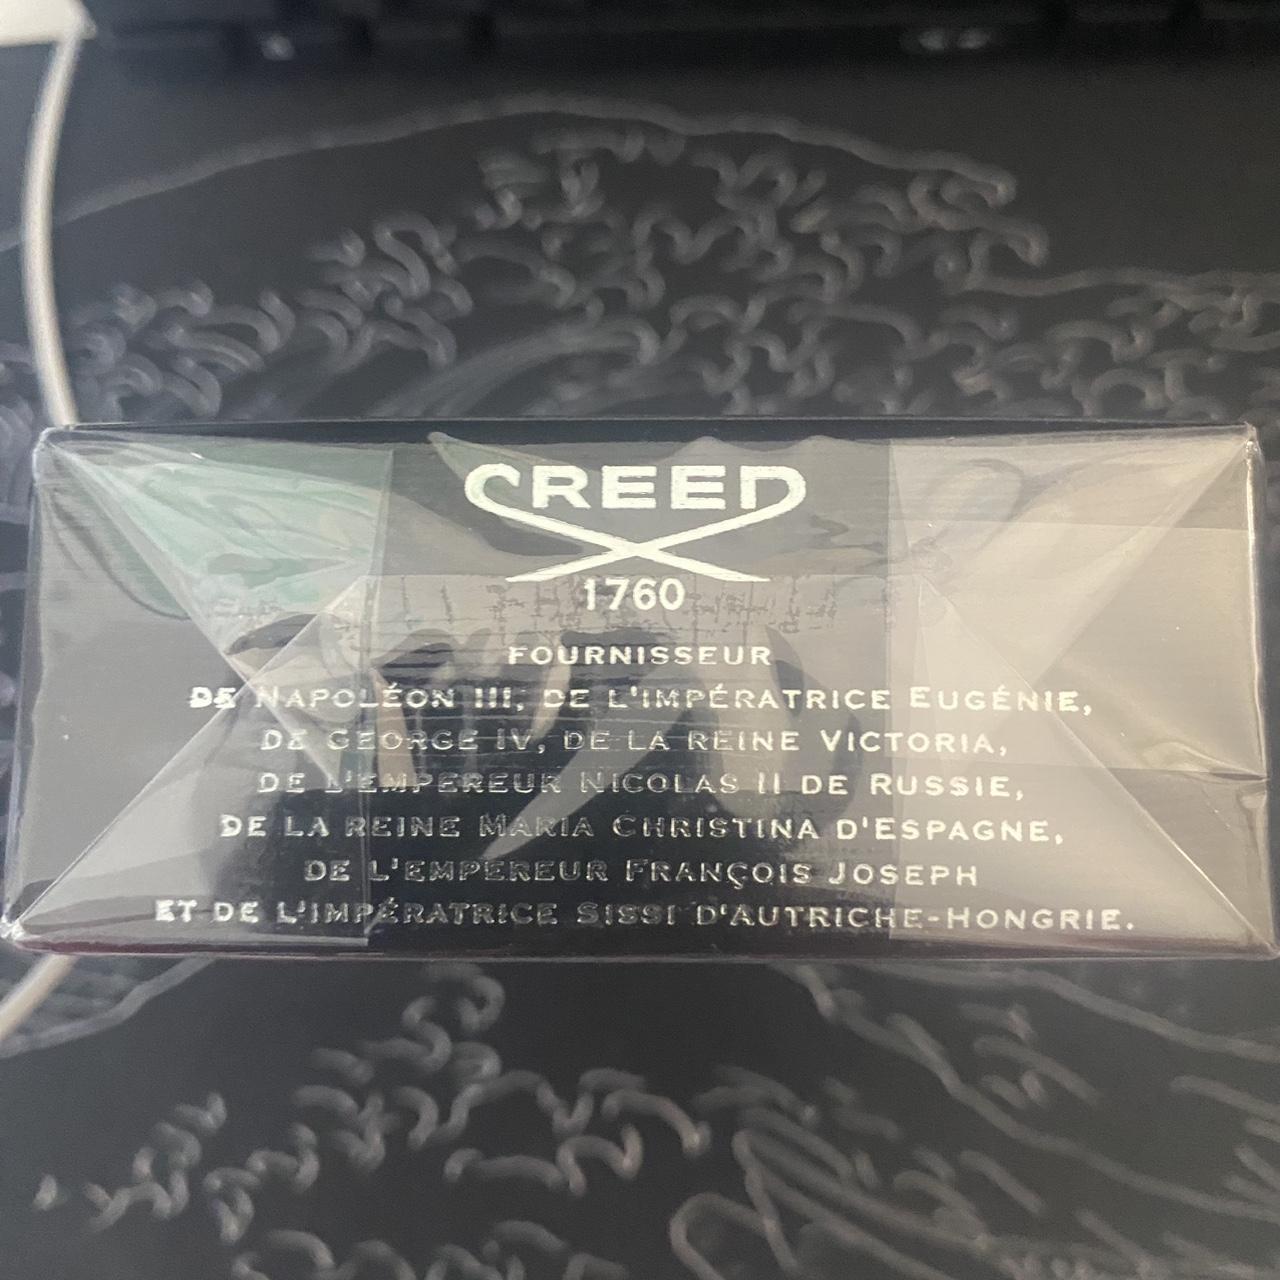 CREED
1760
FOURNISSEUR
DE NAPOLÉON III, DE L'IMPÉRATRICE EUGÉNIE,
DE GEORGE IV, DE LA REINE VICTORIA,
DE L'EMPEREUR NICOLAS II DE RUSSIE,
DE LA REINE MARIA CHRISTINA D'ESPAGNE,
DE L'EMPEREUR FRANÇOIS JOSEPH
ET DE L'IMPÉRATRICE SISSI D'AUTRICHE-HONGRIE.